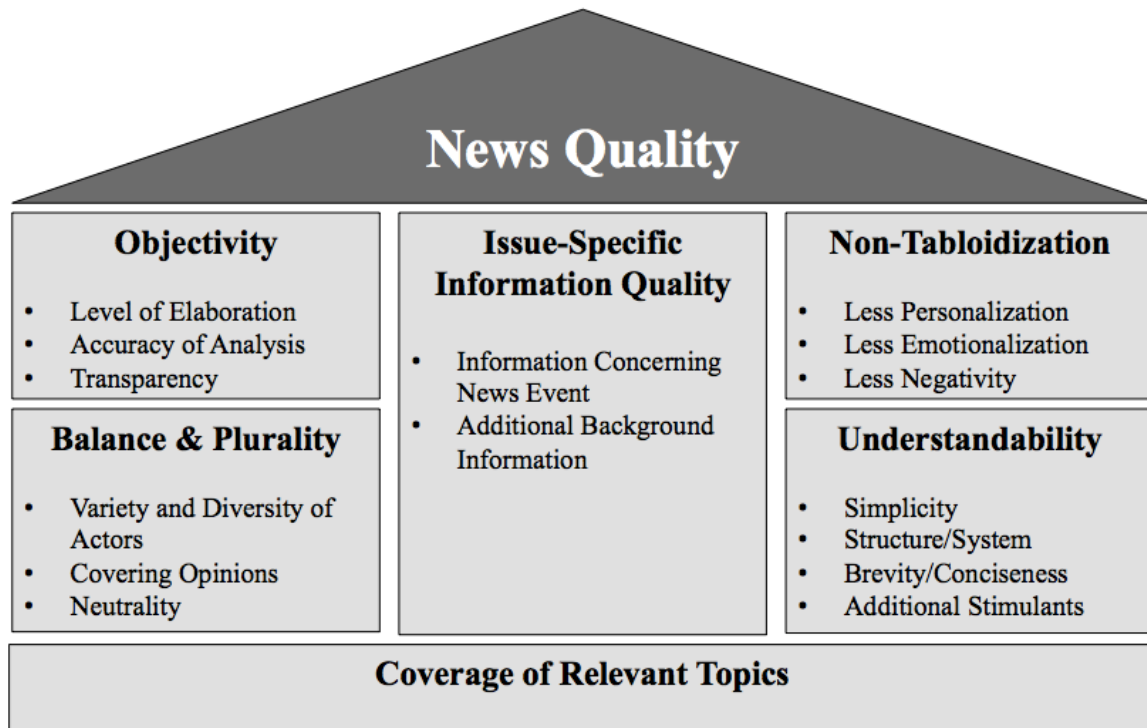 News Quality
Objectivity
• Level of Elaboration
• Accuracy of Analysis
• Transparency
Balance & Plurality
• Variety and Diversity of
Actors
• Covering Opinions
• Neutrality
Issue-Specific
Information Quality
• Information Concerning
News Event
• Additional Background
Information
Non-Tabloidization
• Less Personalization
• Less Emotionalization
• Less Negativity
Understandability
• Simplicity
• Structure/System
• Brevity/Conciseness
• Additional Stimulants
Coverage of Relevant Topics